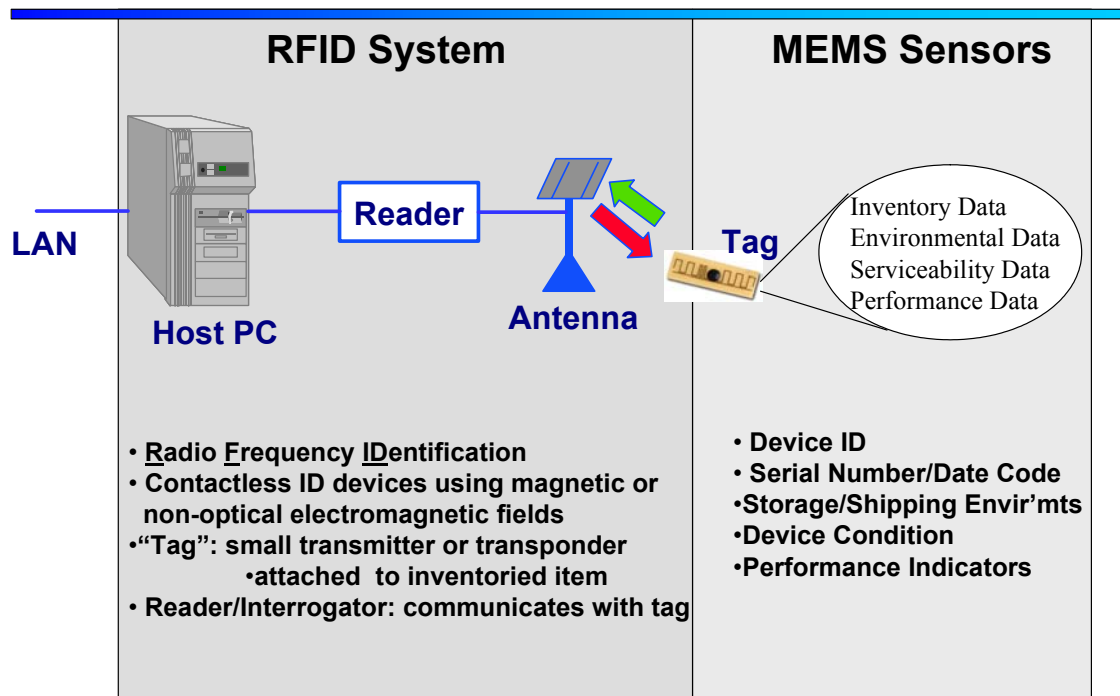 RFID System
MEMS Sensors
LAN
Host PC
Reader
Antenna
Tag
Inventory Data
Environmental Data
Serviceability Data
Performance Data
• Radio Frequency IDentification
• Contactless ID devices using magnetic or
non-optical electromagnetic fields
•“Tag”: small transmitter or transponder
•attached to inventoried item
• Reader/Interrogator: communicates with tag
• Device ID
• Serial Number/Date Code
•Storage/Shipping Envir’mts
•Device Condition
•Performance Indicators